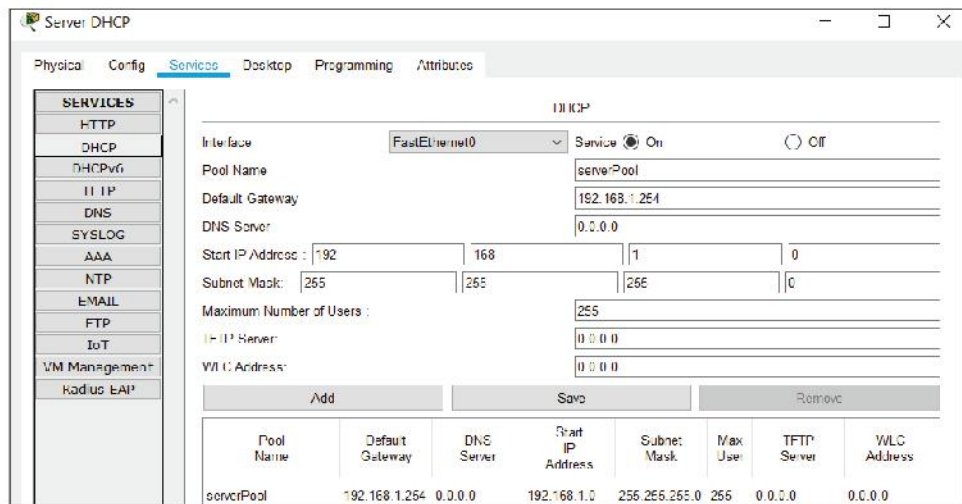 Server DHCP
Physical Config Services Desktop Programming Attributes
SERVICES
HTTP
DHCP
DHCPv6
TFTP
DNS
SYSLOG
AAA
NTP
EMAIL
FTP
IoT
VM Management
Radius EAP
DHCP
Interface FastEthernet0 Service On Off
Pool Name serverPool
Default Gateway 192.168.1.254
DNS Server 0.0.0.0
Start IP Address : 192 168 1 0
Subnet Mask: 255 255 255 0
Maximum Number of Users : 255
TFTP Server: 0.0.0.0
WLC Address: 0.0.0.0
Add Save Remove
Pool Name Default Gateway DNS Server Start IP Address Subnet Mask Max User TFTP Server WLC Address
serverPool 192.168.1.254 0.0.0.0 192.168.1.0 255.255.255.0 255 0.0.0.0 0.0.0.0